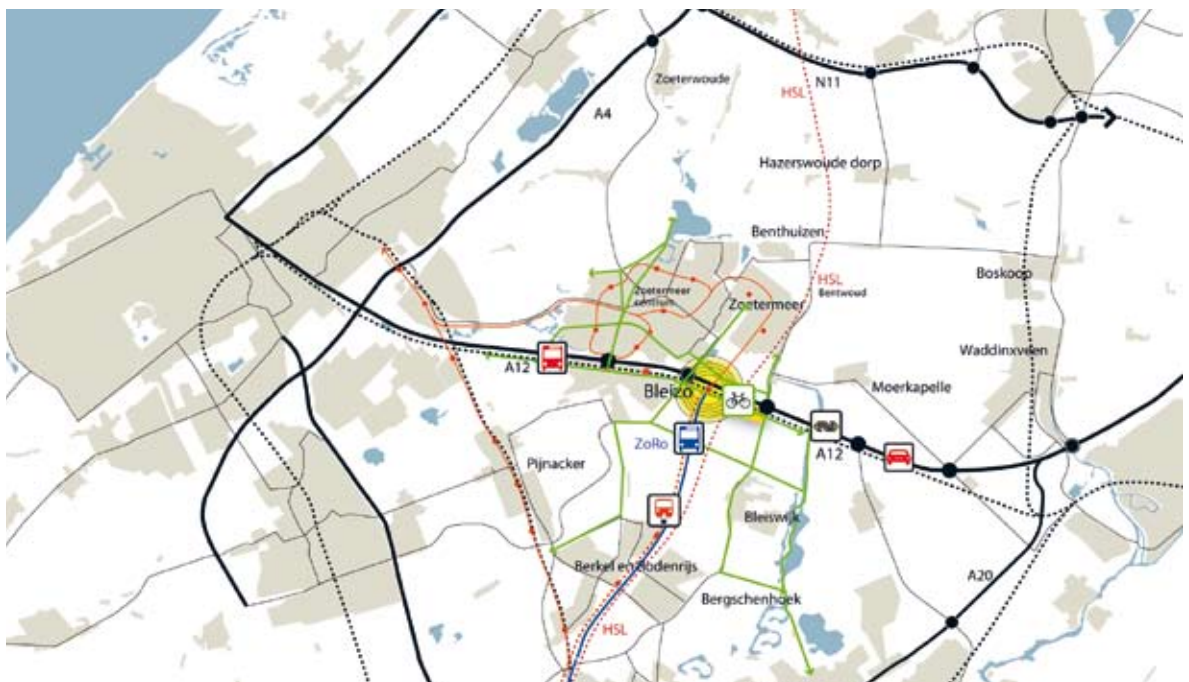 Zoeterwoude
N11
HSL
A4
Hazerswoude dorp
Benthuizen
Boskoop
HSL
Bentwoud
Zoetermeer
centrum
Zoetermeer
Waddinxveen
A12
Bleizo
Moerkapelle
ZoRo
A12
Pijnacker
Bleiswijk
Berkel en Rodenrijs
A20
Bergschenhoek
HSL